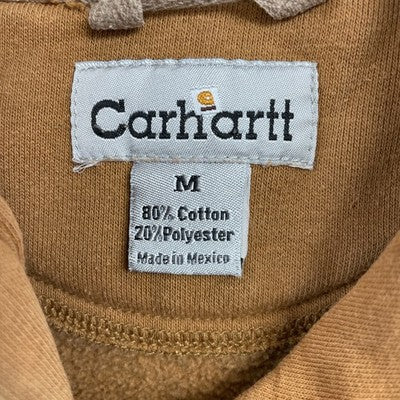 Carhartt
M
80% Cotton
20% Polyester
Made in Mexico